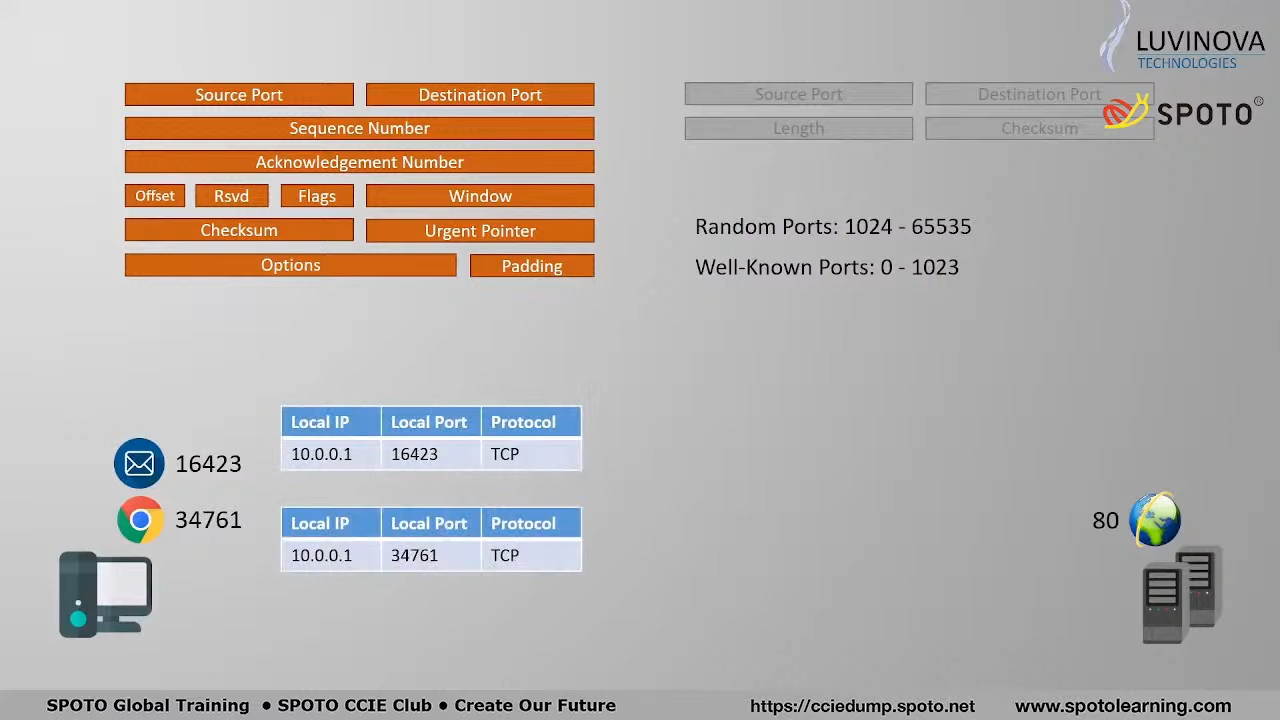 LUVINOVA
TECHNOLOGIES
SPOTO®
Source Port Destination Port
Sequence Number
Acknowledgement Number
Offset Rsvd Flags Window
Checksum Urgent Pointer
Options Padding
Source Port Destination Port
Length Checksum
Random Ports: 1024 - 65535
Well-Known Ports: 0 - 1023
16423
34761
Local IP Local Port Protocol
10.0.0.1 16423 TCP
Local IP Local Port Protocol
10.0.0.1 34761 TCP
80
SPOTO Global Training ● SPOTO CCIE Club ● Create Our Future https://cciedump.spoto.net www.spotolearning.com